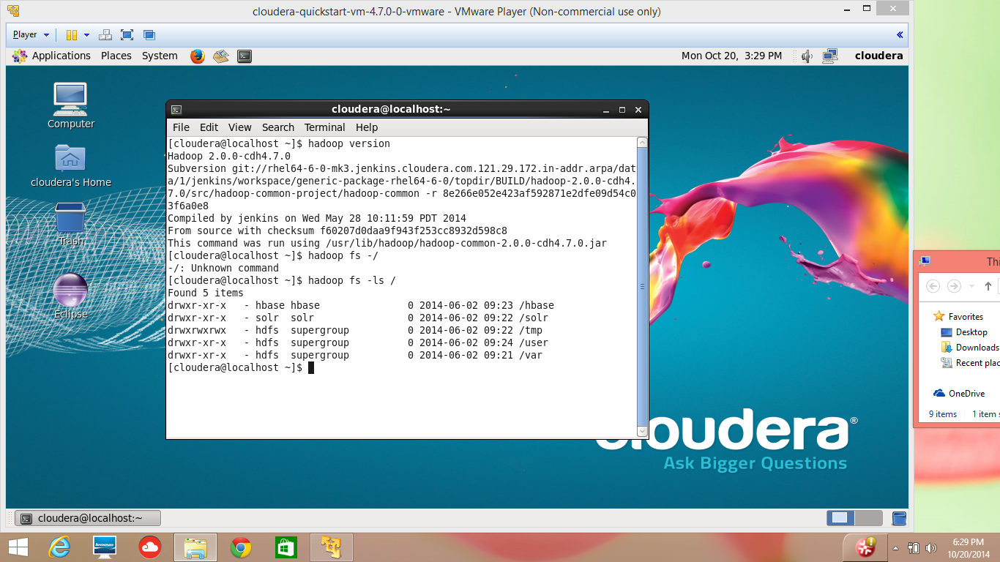 cloudera-quickstart-vm-4.7.0-0-vmware - VMware Player (Non-commercial use only)
Player
Applications Places System
Mon Oct 20, 3:29 PM
cloudera
Computer
cloudera's Home
Trash
Eclipse
cloudera@localhost:~
File Edit View Search Terminal Help
[cloudera@localhost ~]$ hadoop version
Hadoop 2.0.0-cdh4.7.0
Subversion git://rhel64-6-0-mk3.jenkins.cloudera.com.121.29.172.in-addr.arpa/dat
a/1/jenkins/workspace/generic-package-rhel64-6-0/topdir/BUILD/hadoop-2.0.0-cdh4.
7.0/src/hadoop-common-project/hadoop-common -r 8e266e052e423af592871e2dfe09d54c0
3f6a0e8
Compiled by jenkins on Wed May 28 10:11:59 PDT 2014
From source with checksum f60207d0daa9f943f253cc8932d598c8
This command was run using /usr/lib/hadoop/hadoop-common-2.0.0-cdh4.7.0.jar
[cloudera@localhost ~]$ hadoop fs -/
-/: Unknown command
[cloudera@localhost ~]$ hadoop fs -ls /
Found 5 items
drwxr-xr-x   - hbase hbase               0 2014-06-02 09:23 /hbase
drwxr-xr-x   - solr  solr                0 2014-06-02 09:22 /solr
drwxrwxrwx   - hdfs  supergroup          0 2014-06-02 09:22 /tmp
drwxr-xr-x   - hdfs  supergroup          0 2014-06-02 09:24 /user
drwxr-xr-x   - hdfs  supergroup          0 2014-06-02 09:21 /var
[cloudera@localhost ~]$
cloudera®
Ask Bigger Questions
cloudera@localhost:~
Thi
Favorites
Desktop
Downloads
Recent plac
OneDrive
9 items 1 item s
lenovo
6:29 PM
10/20/2014